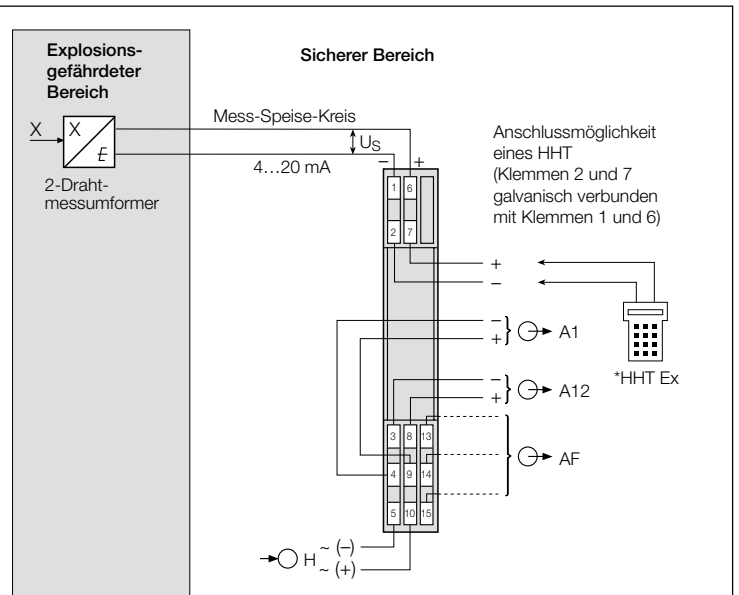 Explosions-
gefährdeter
Bereich
Sicherer Bereich
X
X
E
2-Draht-
messumformer
Mess-Speise-Kreis
US
4...20 mA
– +
Anschlussmöglichkeit
eines HHT
(Klemmen 2 und 7
galvanisch verbunden
mit Klemmen 1 und 6)
1 6
2 7
+
–
*HHT Ex
–
+
A1
–
+
A12
3 8 13
4 9 14
5 10 15
AF
H
~ (–)
~ (+)